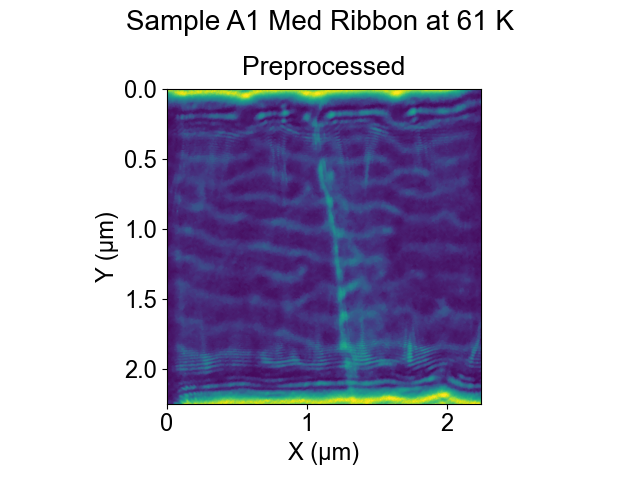 Sample A1 Med Ribbon at 61 K
Preprocessed
0.0
0.5
1.0
1.5
2.0
Y (μm)
0
1
2
X (μm)